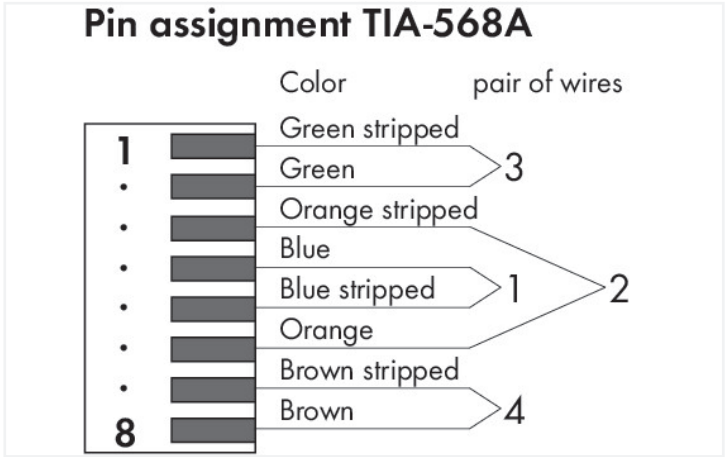 Pin assignment TIA-568A
Color pair of wires
1 Green stripped
Green 3
Orange stripped
Blue
Blue stripped 1 2
Orange
Brown stripped
Brown 4
8